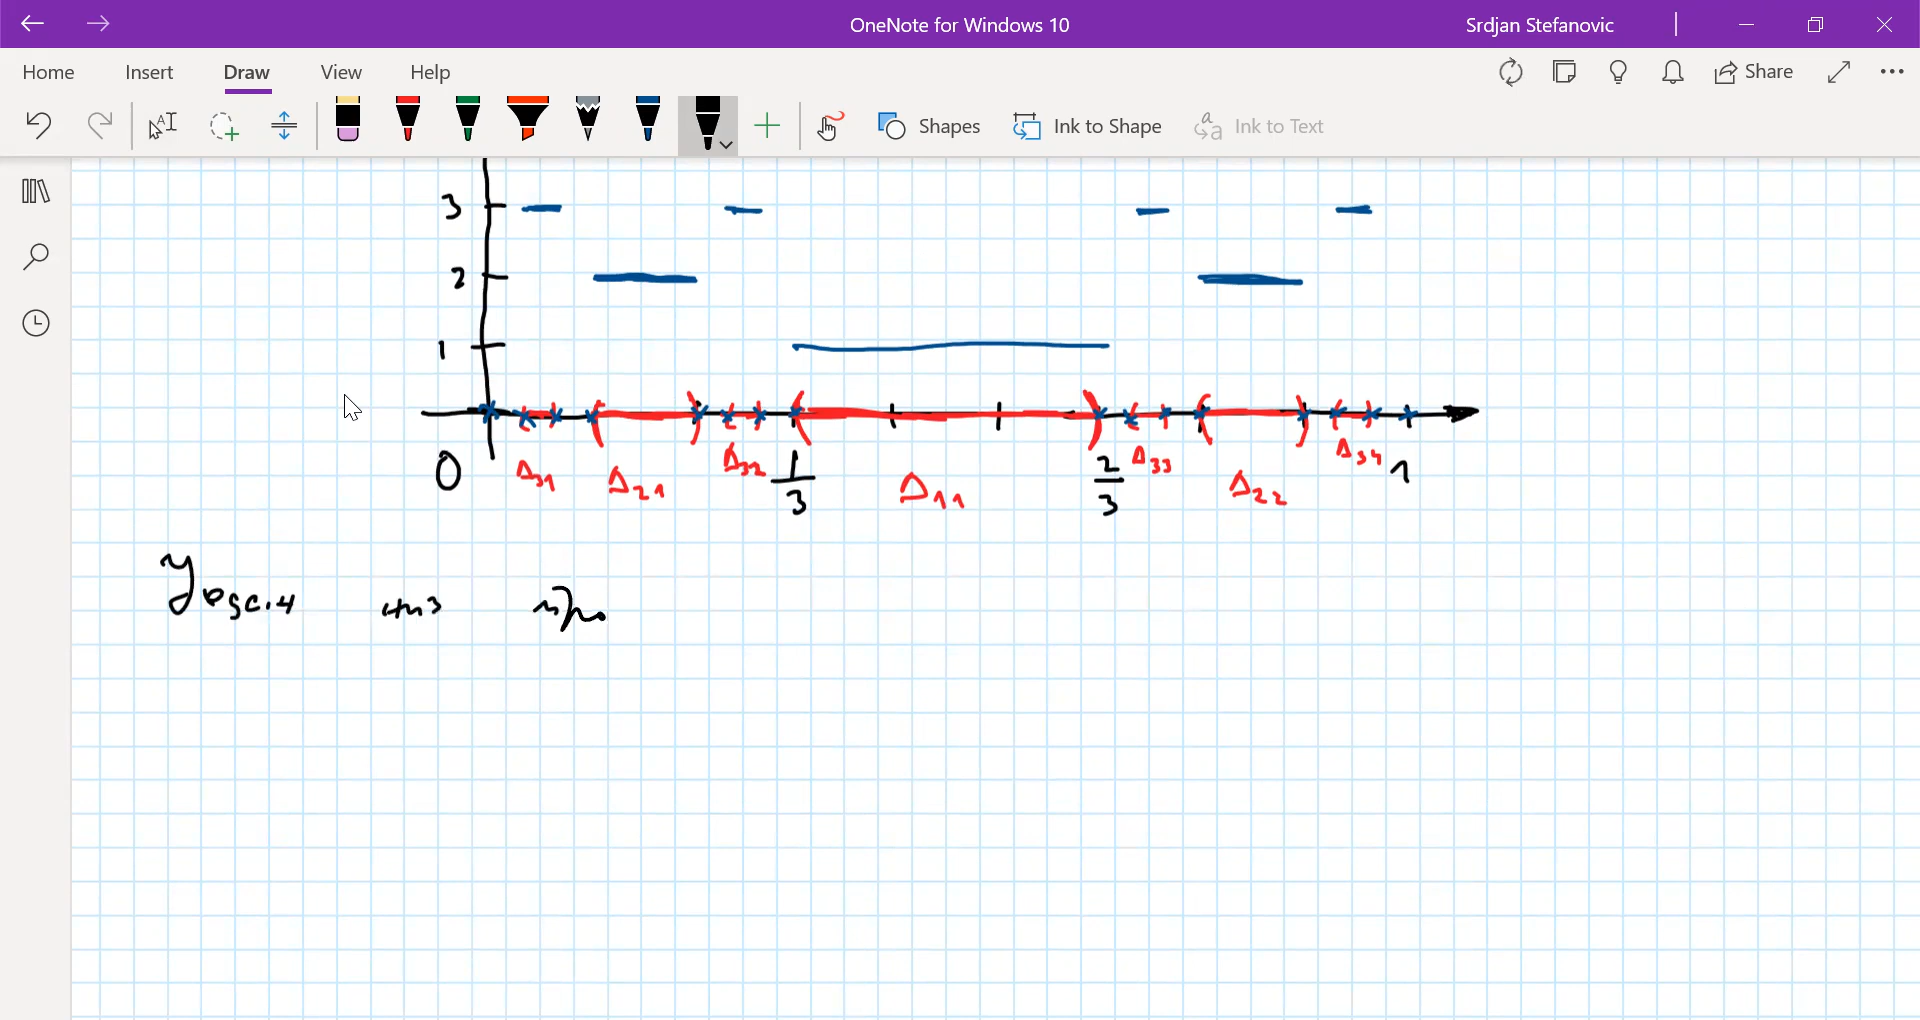 OneNote for Windows 10
Srdjan Stefanovic
Home Insert Draw View Help
Share
Shapes Ink to Shape Ink to Text
3
2
1
0 Δ31 Δ21 Δ32 1/3 Δ11 2/3 Δ33 Δ22 Δ34 1